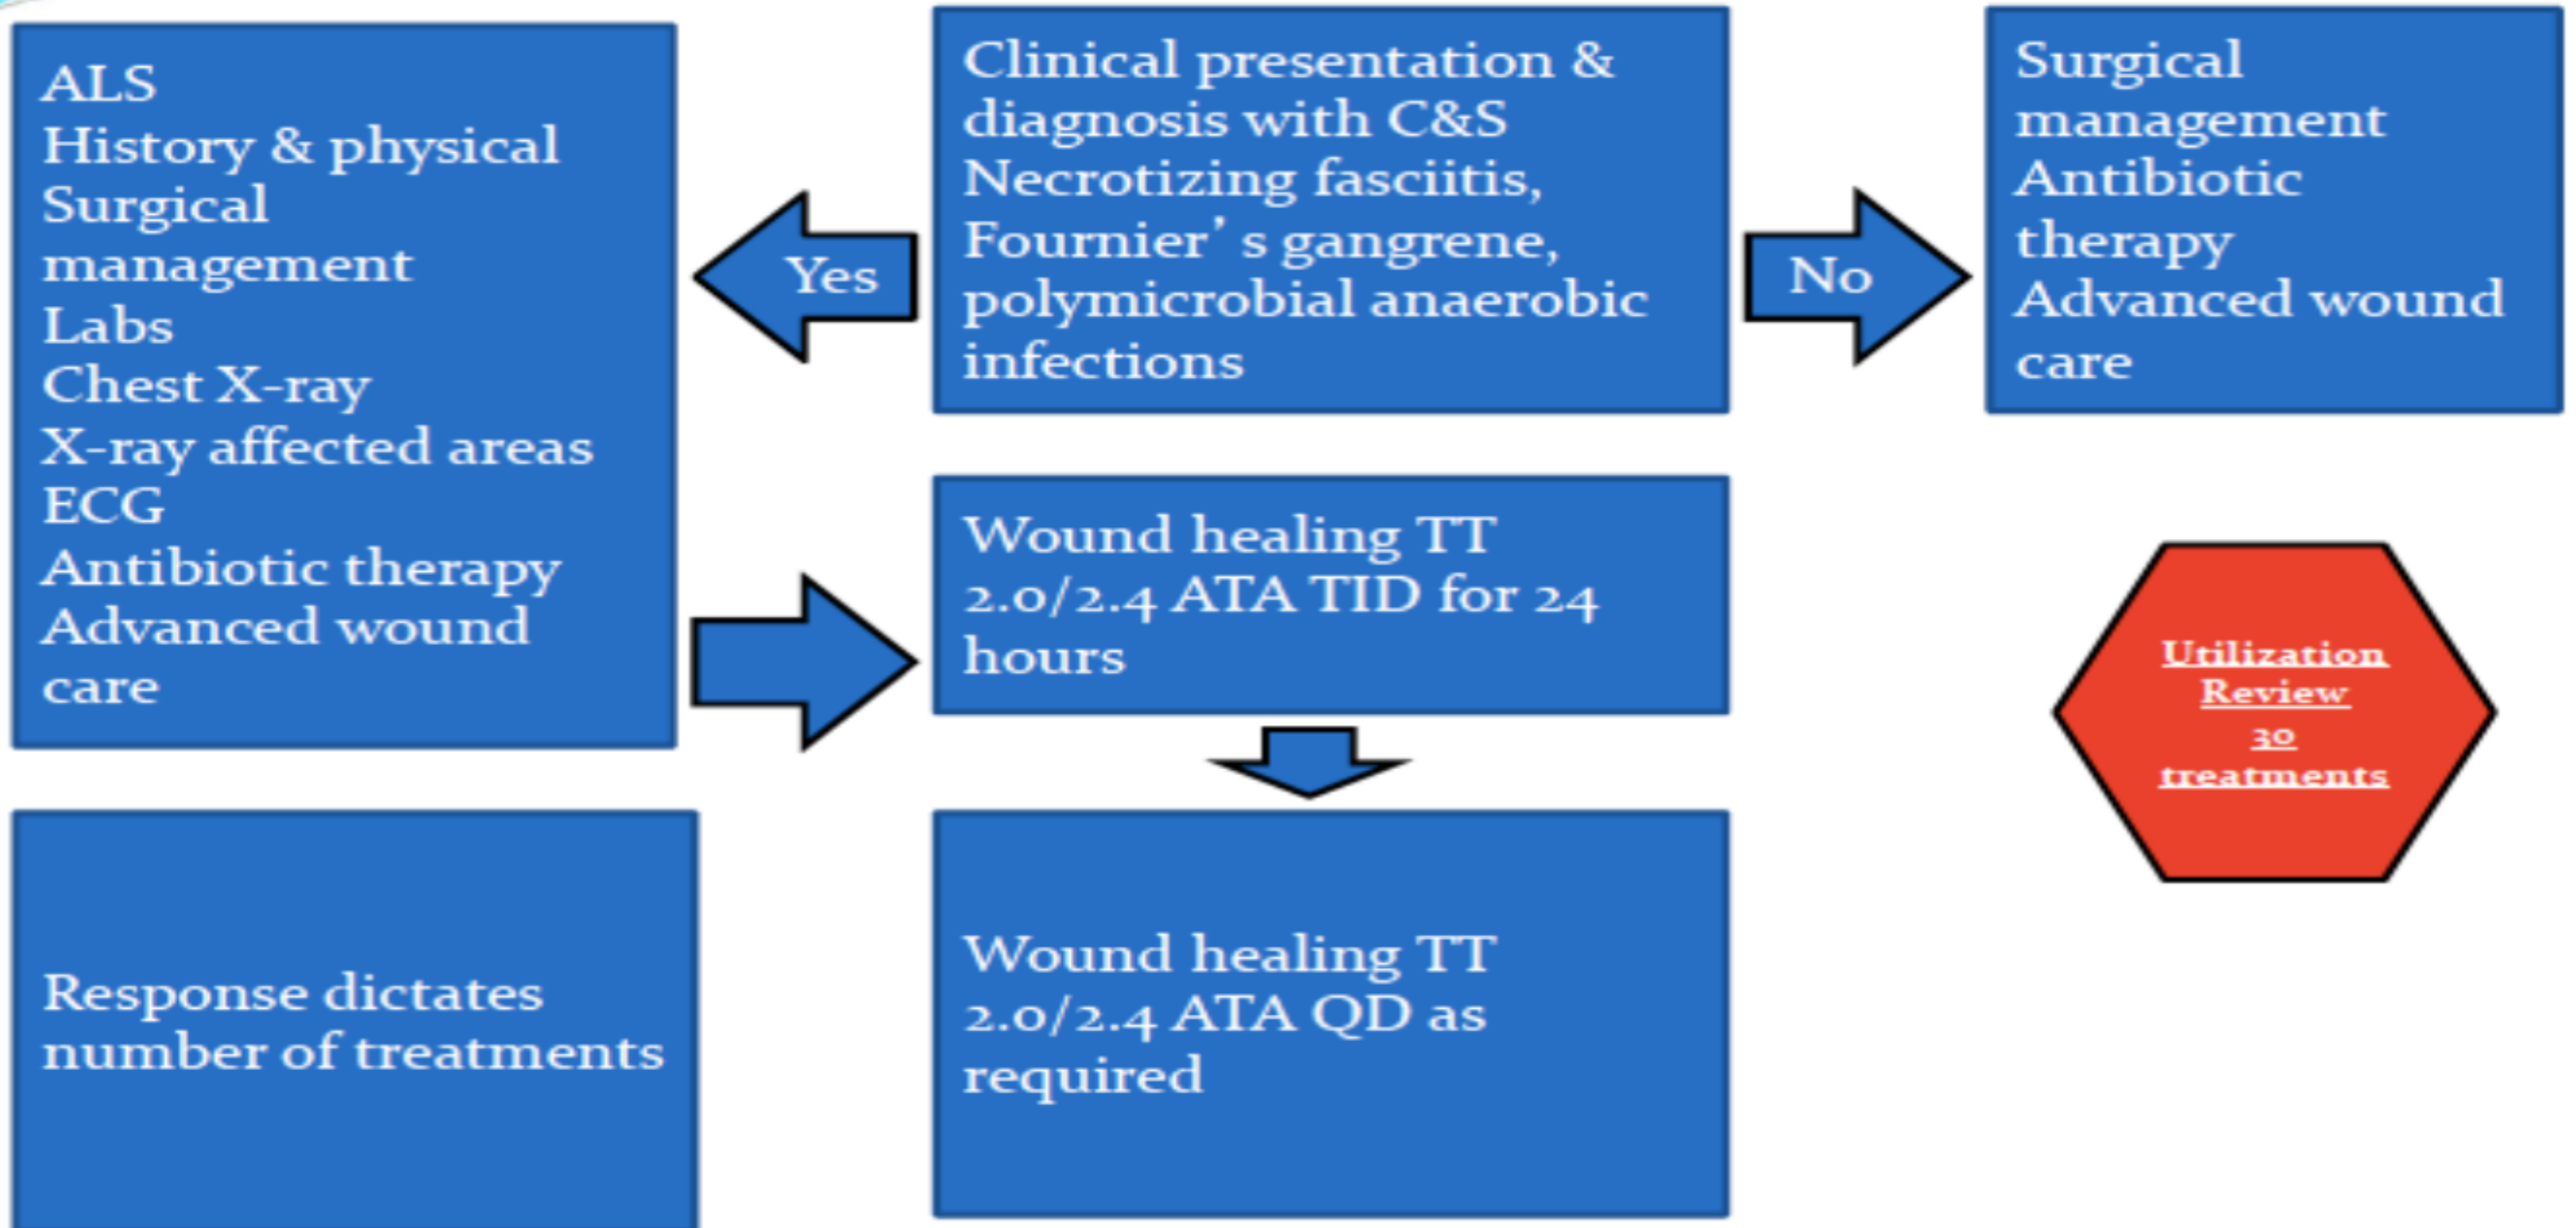 ALS
History & physical
Surgical
management
Labs
Chest X-ray
X-ray affected areas
ECG
Antibiotic therapy
Advanced wound
care
Yes
Clinical presentation &
diagnosis with C&S
Necrotizing fasciitis,
Fournier’ s gangrene,
polymicrobial anaerobic
infections
No
Surgical
management
Antibiotic
therapy
Advanced wound
care
Wound healing TT
2.0/2.4 ATA TID for 24
hours
Utilization
Review
30
treatments
Response dictates
number of treatments
Wound healing TT
2.0/2.4 ATA QD as
required